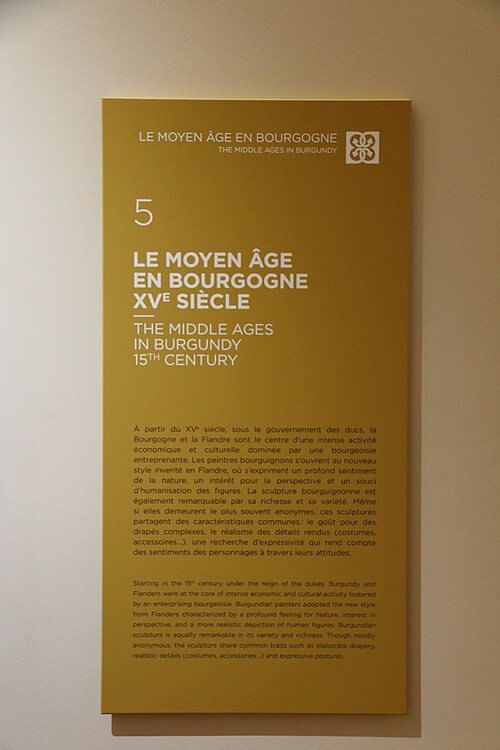 LE MOYEN ÂGE EN BOURGOGNE
THE MIDDLE AGES IN BURGUNDY
5
LE MOYEN ÂGE
EN BOURGOGNE
XVE SIÈCLE
THE MIDDLE AGES
IN BURGUNDY
15TH CENTURY
À partir du XVe siècle, sous le gouvernement des ducs, la
Bourgogne et la Flandre sont le centre d'une intense activité
économique et culturelle dominée par une bourgeoisie
entreprenante. Les peintres bourguignons s'ouvrent au nouveau
style inventé en Flandre, où s'expriment un profond sentiment
de la nature, un intérêt pour la perspective et un souci
d'humanisation des figures. La sculpture bourguignonne est
également remarquable par sa richesse et sa variété. Même
si elles demeurent le plus souvent anonymes, ces sculptures
partagent des caractéristiques communes : le goût pour des
drapés complexes, le réalisme des détails rendus (costumes,
accessoires...), une recherche d'expressivité qui rend compte
des sentiments des personnages à travers leurs attitudes.
Starting in the 15th century under the reign of the dukes, Burgundy and
Flanders were at the core of intense economic and cultural activity fostered
by an enterprising bourgeoisie. Burgundian painters adopted the new style
from Flanders characterized by a profound feeling for Nature, interest in
perspective, and a more realistic depiction of human figures. Burgundian
sculpture is equally remarkable in its variety and richness. Though mostly
anonymous, the sculptors share common traits such as elaborate drapery,
realistic details (costumes, accessories...) and expressive postures.